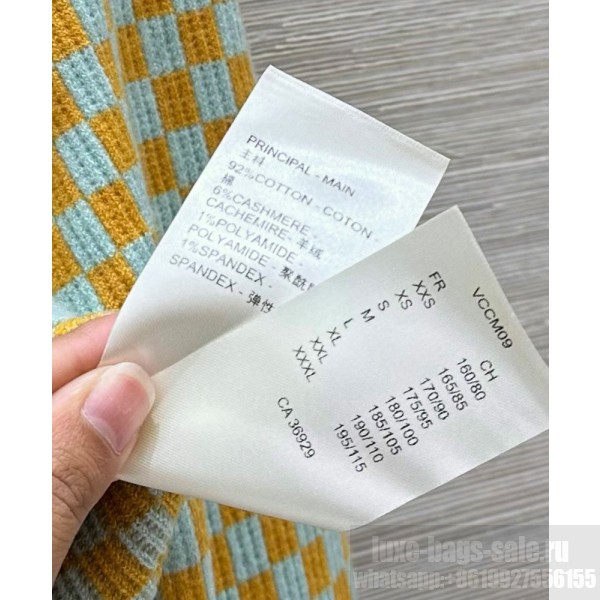 PRINCIPAL - MAIN
主料
92%COTTON - COTON -
棉
6%CASHMERE
CACHEMIRE- 羊绒
1%POLYAMIDE -
POLYAMIDE - 聚酰
1%SPANDEX -
SPANDEX - 弹性
VCCM09
FR CH
XXS 160/80
XS 165/85
S 170/90
M 175/95
L 180/100
XL 185/105
XXL 190/110
XXXL 195/115
CA 36929
luxe-bags-sale.ru
whatsapp:+8619927556155